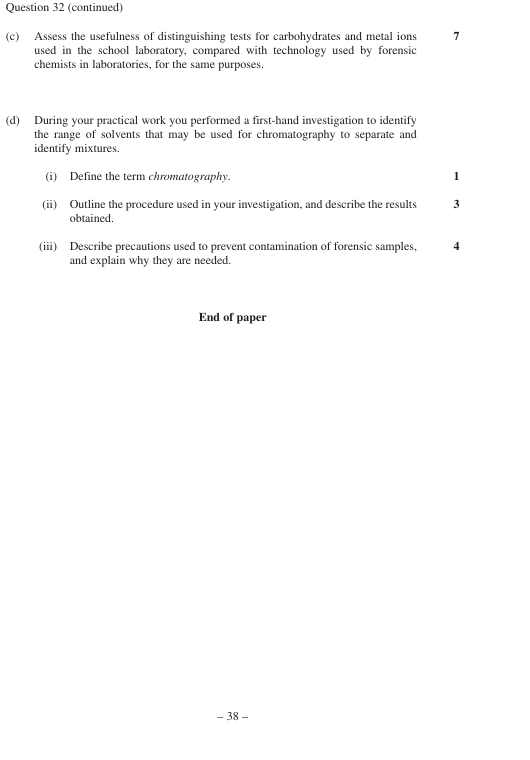 Question 32 (continued)
(c) Assess the usefulness of distinguishing tests for carbohydrates and metal ions 7
used in the school laboratory, compared with technology used by forensic
chemists in laboratories, for the same purposes.
(d) During your practical work you performed a first-hand investigation to identify
the range of solvents that may be used for chromatography to separate and
identify mixtures.
(i) Define the term chromatography. 1
(ii) Outline the procedure used in your investigation, and describe the results 3
obtained.
(iii) Describe precautions used to prevent contamination of forensic samples, 4
and explain why they are needed.
End of paper
– 38 –